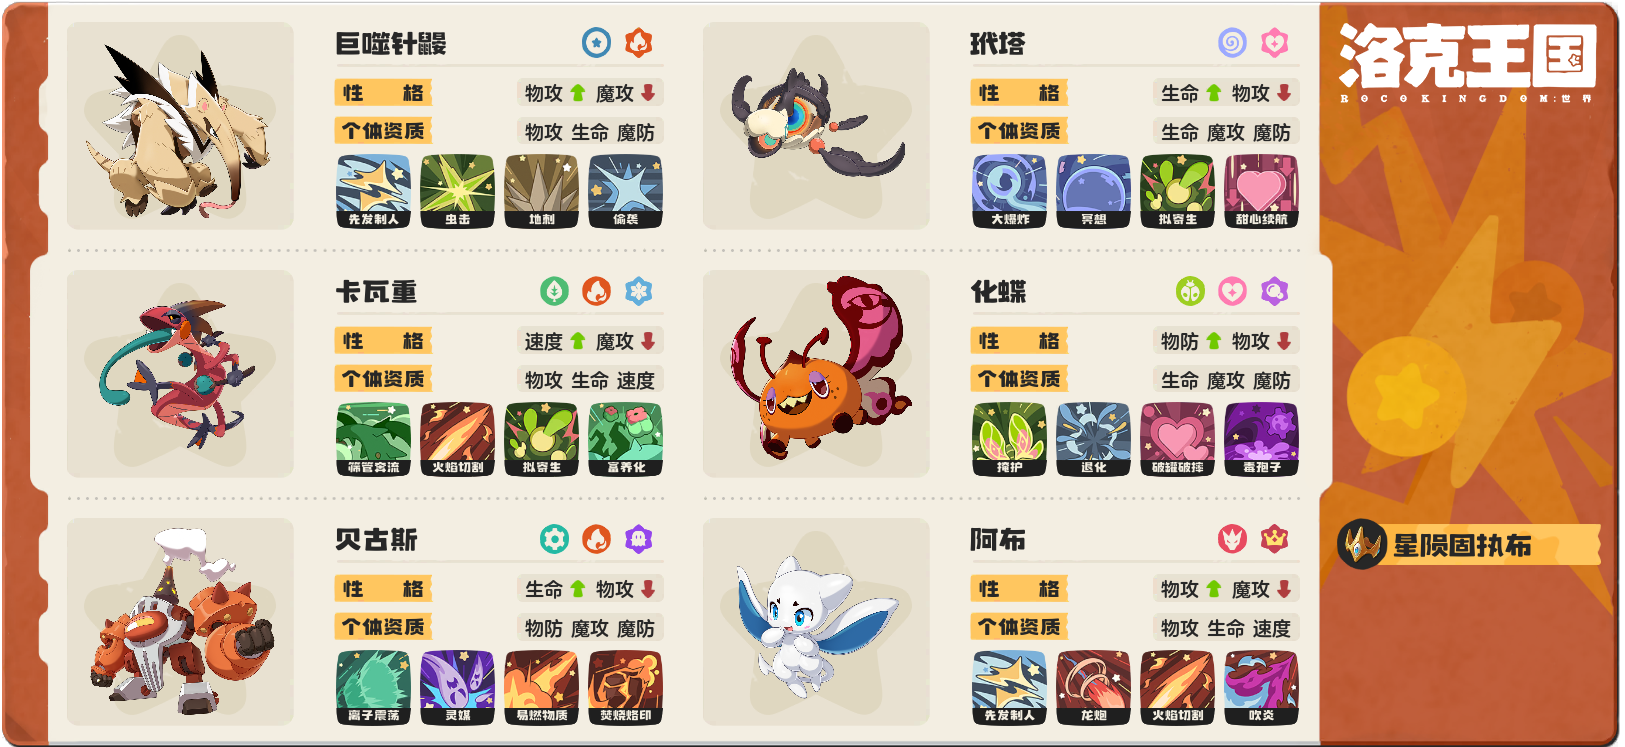 巨噬针鼹
性 格
物攻 魔攻
个体资质
物攻 生命 魔防
先发制人 虫击 地刺 偷袭
玳塔
性 格
生命 物攻
个体资质
生命 魔攻 魔防
大爆炸 冥想 拟寄生 甜心续航
卡瓦重
性 格
速度 魔攻
个体资质
物攻 生命 速度
筛管奔流 火焰切割 拟寄生 富养化
化蝶
性 格
物防 物攻
个体资质
生命 魔攻 魔防
掩护 退化 破罐破摔 毒孢子
贝古斯
性 格
生命 物攻
个体资质
物防 魔攻 魔防
离子震荡 灵媒 易燃物质 焚烧烙印
阿布
性 格
物攻 魔攻
个体资质
物攻 生命 速度
先发制人 龙炮 火焰切割 吹炎
洛克王国
ROCOKINGDOM:世界
星陨固执布